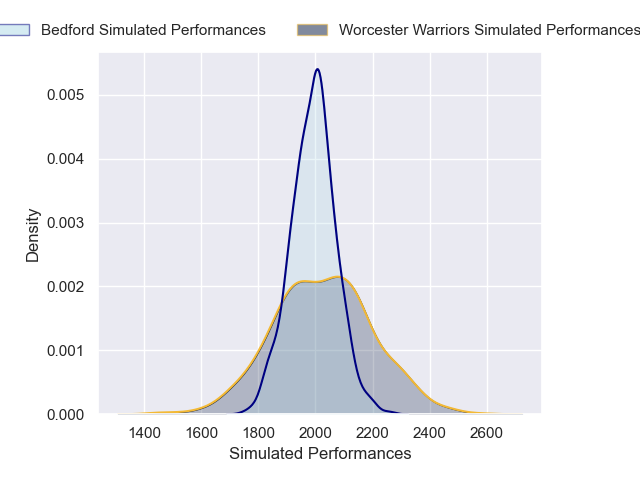 Bedford Simulated Performances
Worcester Warriors Simulated Performances
0.005
0.004
0.003
0.002
0.001
0.000
Density
1400 1600 1800 2000 2200 2400 2600
Simulated Performances